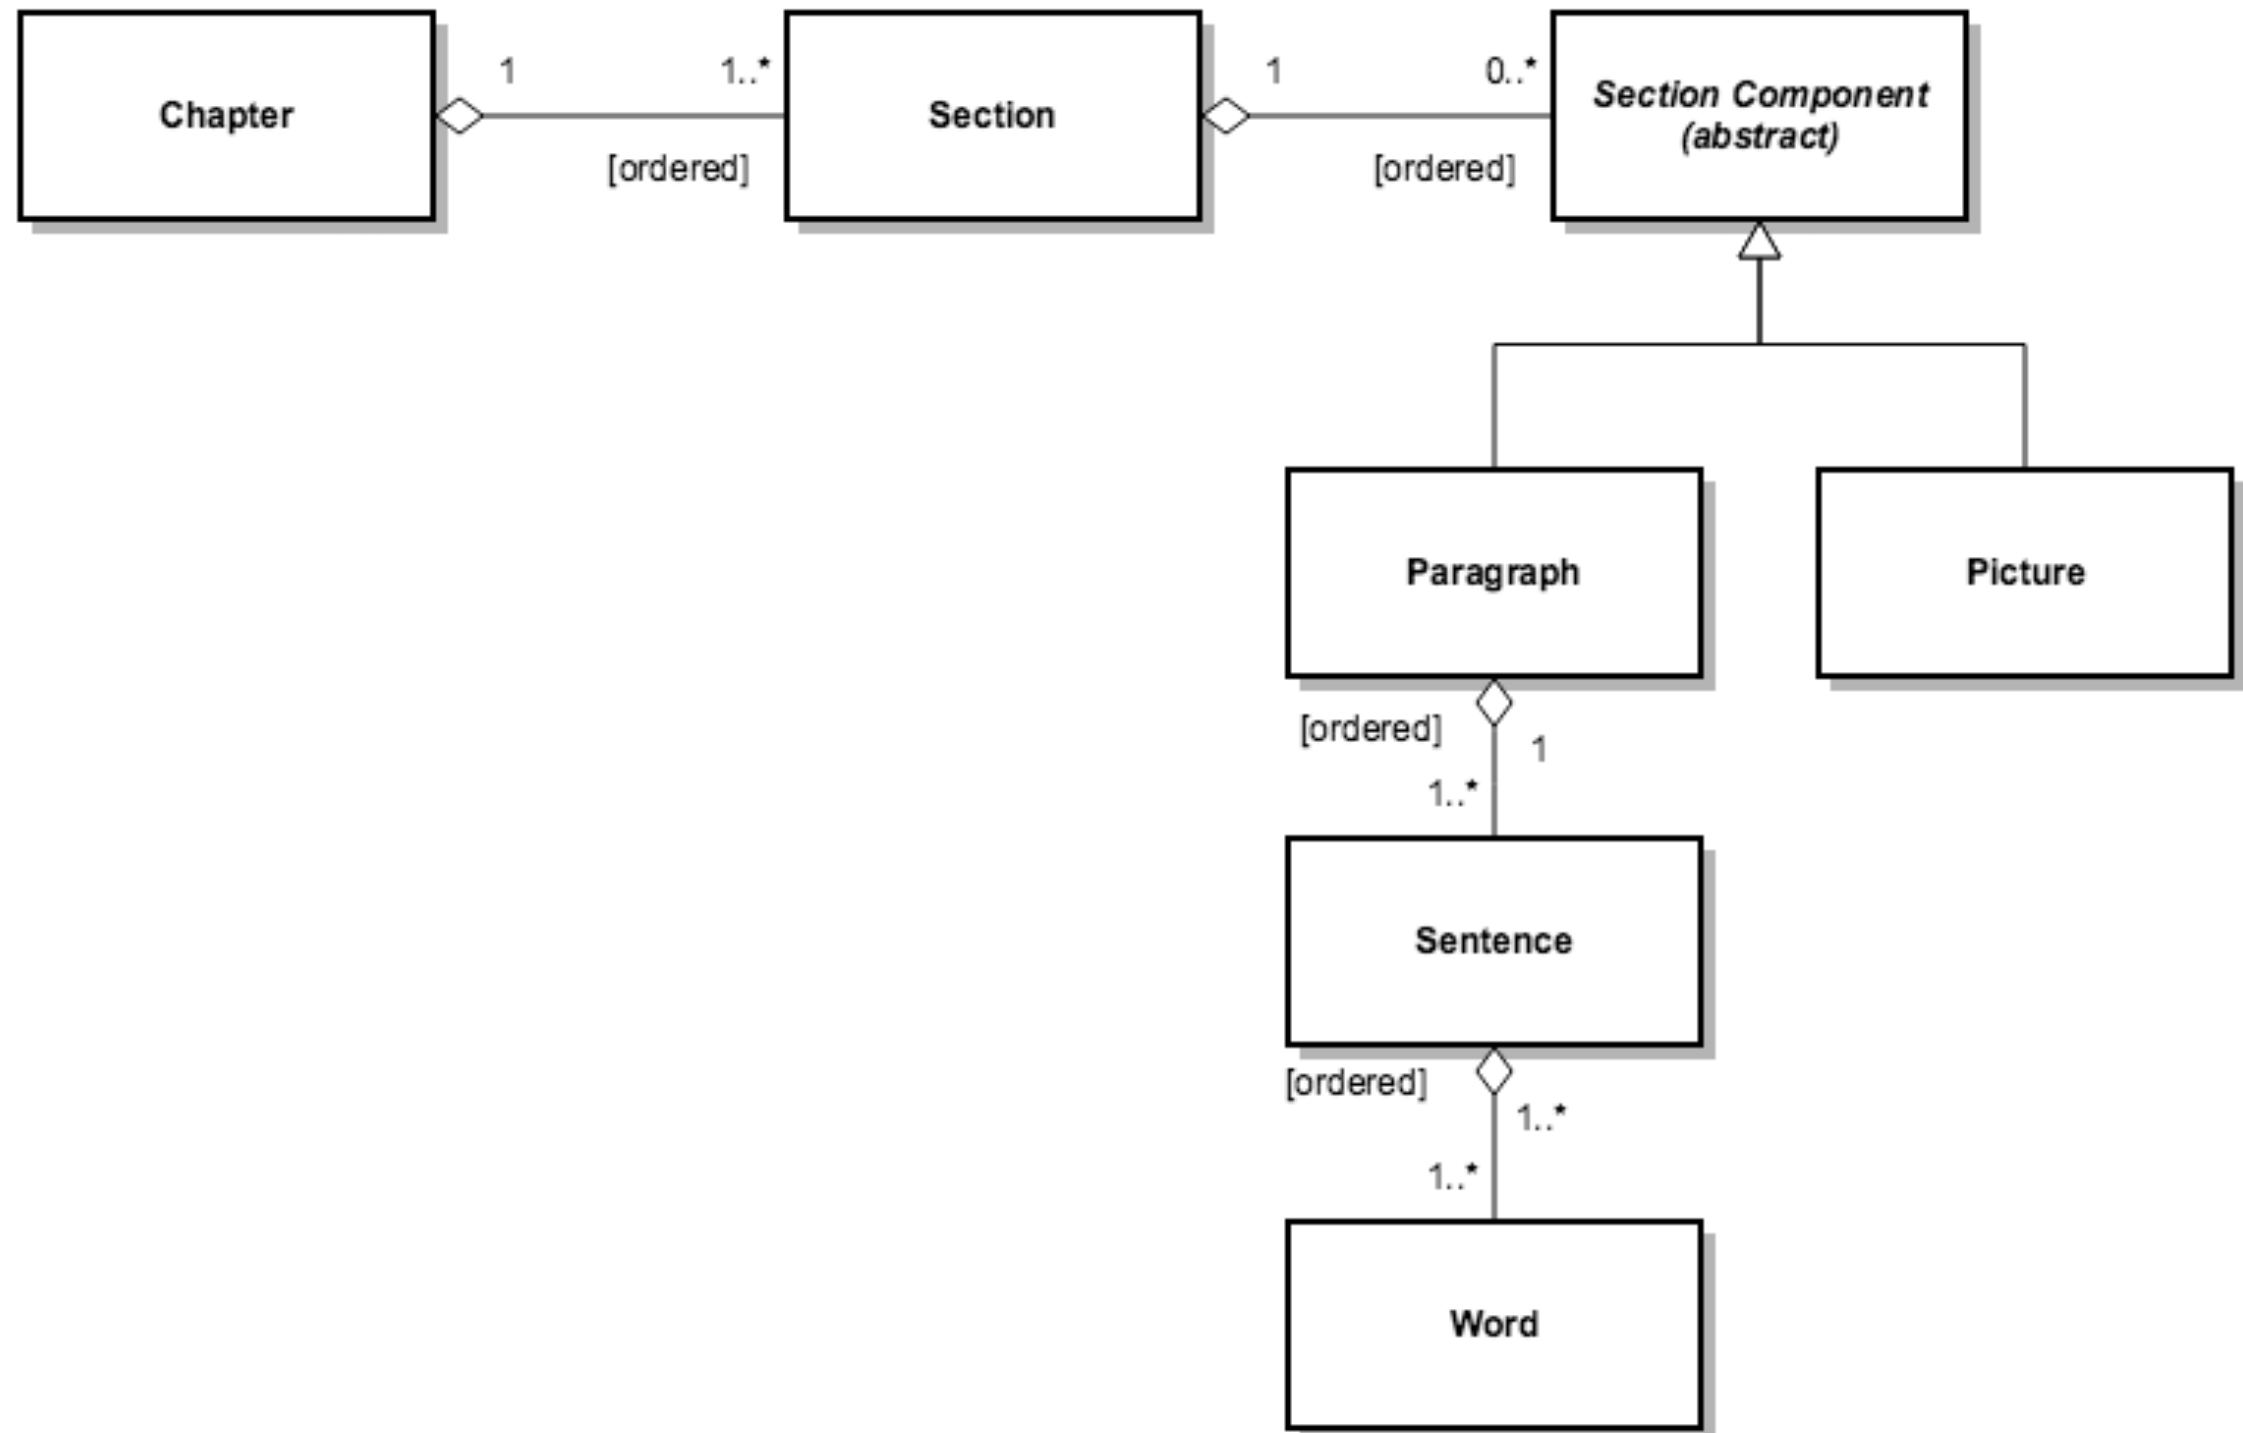 Chapter
1
1..*
[ordered]
Section
1
0..*
[ordered]
Section Component
(abstract)
Paragraph
Picture
[ordered]
1
1..*
Sentence
[ordered]
1..*
1..*
Word